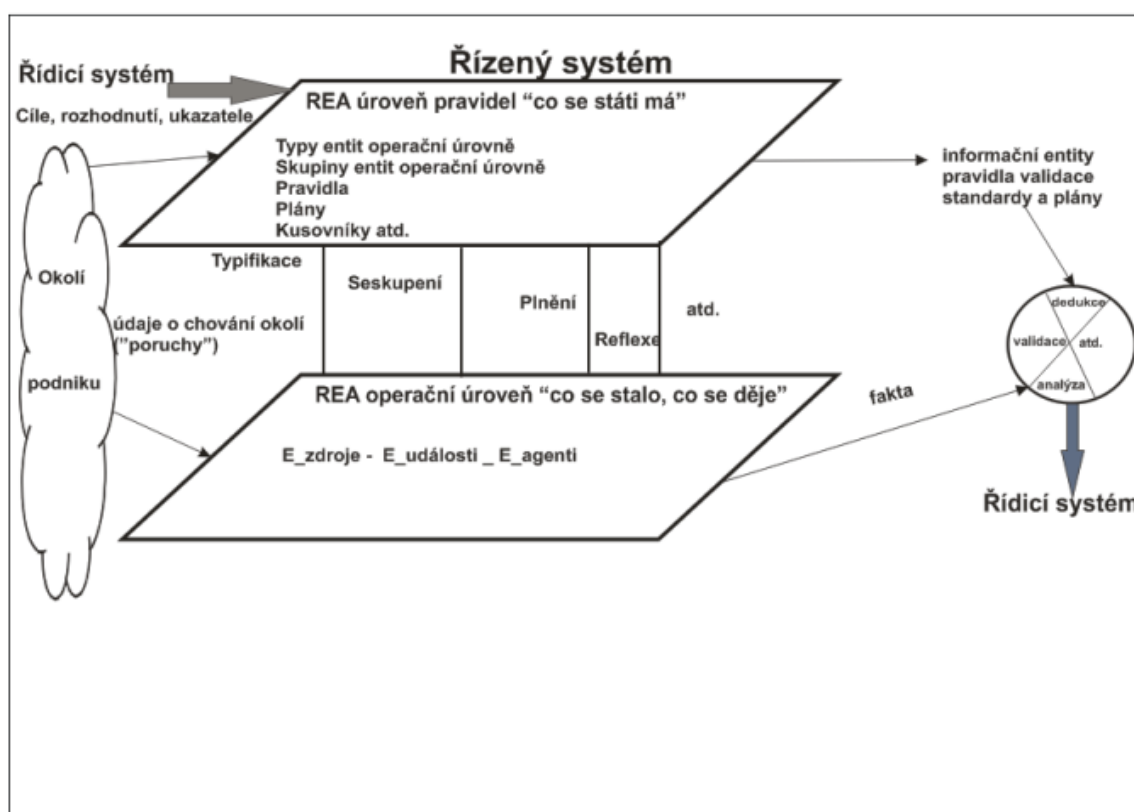 Řízený systém
Řídicí systém
Cíle, rozhodnutí, ukazatele
REA úroveň pravidel “co se státi má”
Typy entit operační úrovně
Skupiny entit operační úrovně
Pravidla
Plány
Kusovníky atd.
informační entity
pravidla validace
standardy a plány
Okolí
podniku
údaje o chování okolí
(”poruchy”)
Typifikace
Seskupení
Plnění
Reflexe
atd.
dedukce
validace
atd.
analýza
REA operační úroveň “co se stalo, co se děje”
E_zdroje - E_události _ E_agenti
fakta
Řídicí systém